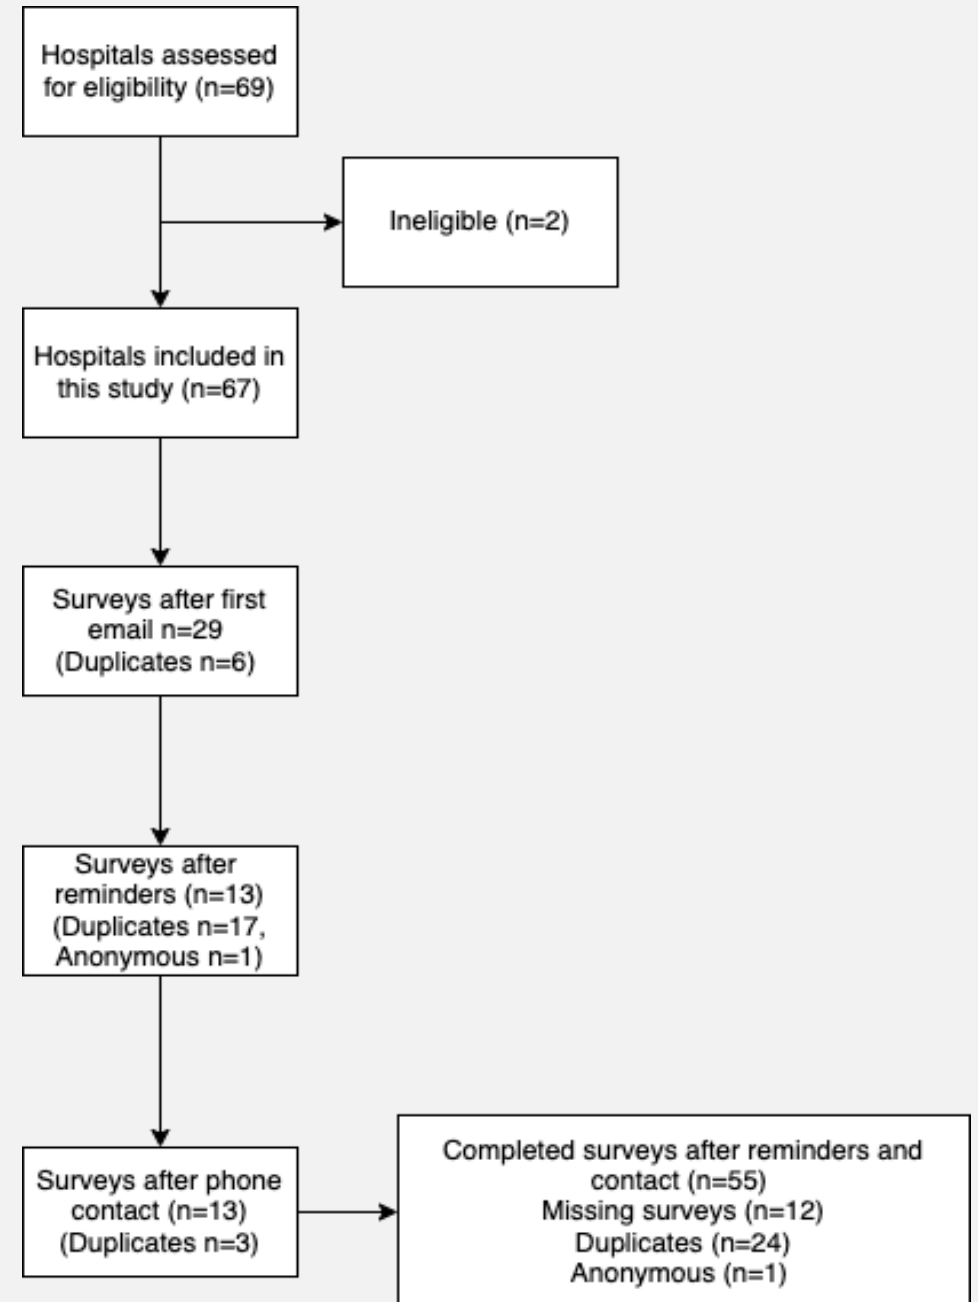 Hospitals assessed
for eligibility (n=69)
Ineligible (n=2)
Hospitals included in
this study (n=67)
Surveys after first
email n=29
(Duplicates n=6)
Surveys after
reminders (n=13)
(Duplicates n=17,
Anonymous n=1)
Surveys after phone
contact (n=13)
(Duplicates n=3)
Completed surveys after reminders and
contact (n=55)
Missing surveys (n=12)
Duplicates (n=24)
Anonymous (n=1)